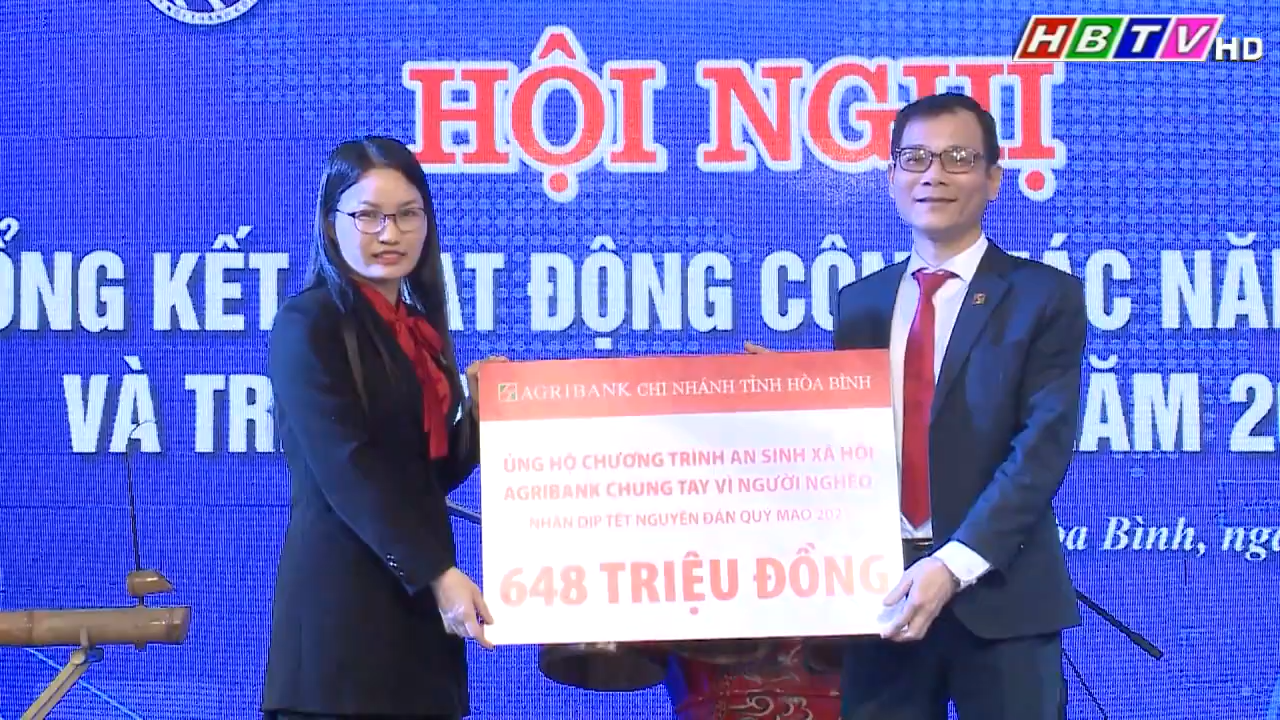 HBTV HD
HỘI NGHỊ
ỔNG KẾT ẠT ĐỘNG CÔN ÁC NĂ
VÀ TR ĂM 2
a Bình, ngà
AGRIBANK CHI NHÁNH TỈNH HÒA BÌNH
ỦNG HỘ CHƯƠNG TRÌNH AN SINH XÃ HỘI
AGRIBANK CHUNG TAY VÌ NGƯỜI NGHÈO
NHÂN DỊP TẾT NGUYÊN ĐÁN QUÝ MÃO 202
648 TRIỆU ĐỒNG